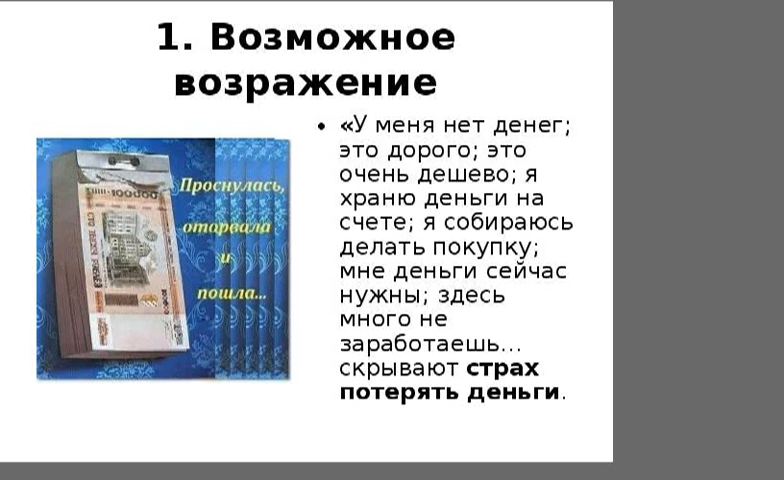 1. Возможное
возражение
• «У меня нет денег;
это дорого; это
очень дешево; я
храню деньги на
счете; я собираюсь
делать покупку;
мне деньги сейчас
нужны; здесь
много не
заработаешь...
скрывают страх
потерять деньги.
Проснулась,
оторвала
и
пошла...
100000